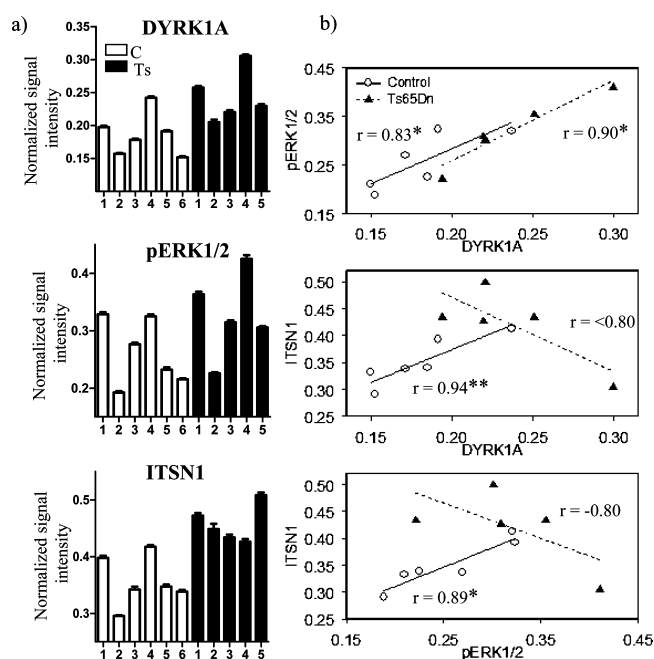 a)
DYRK1A
Normalized signal
intensity
0.30
0.25
0.20
0.15
C
Ts
1 2 3 4 5 6 1 2 3 4 5
pERK1/2
Normalized signal
intensity
0.4
0.3
0.2
1 2 3 4 5 6 1 2 3 4 5
ITSN1
Normalized signal
intensity
0.5
0.4
0.3
1 2 3 4 5 6 1 2 3 4 5
b)
pERK1/2
0.45
0.35
0.25
0.15
Control
Ts65Dn
r = 0.83*
r = 0.90*
0.15 0.20 0.25 0.30
DYRK1A
ITSN1
0.50
0.45
0.40
0.35
0.30
0.25
r = <0.80
r = 0.94**
0.15 0.20 0.25 0.30
DYRK1A
ITSN1
0.50
0.45
0.40
0.35
0.30
0.25
r = -0.80
r = 0.89*
0.15 0.25 0.35 0.45
pERK1/2